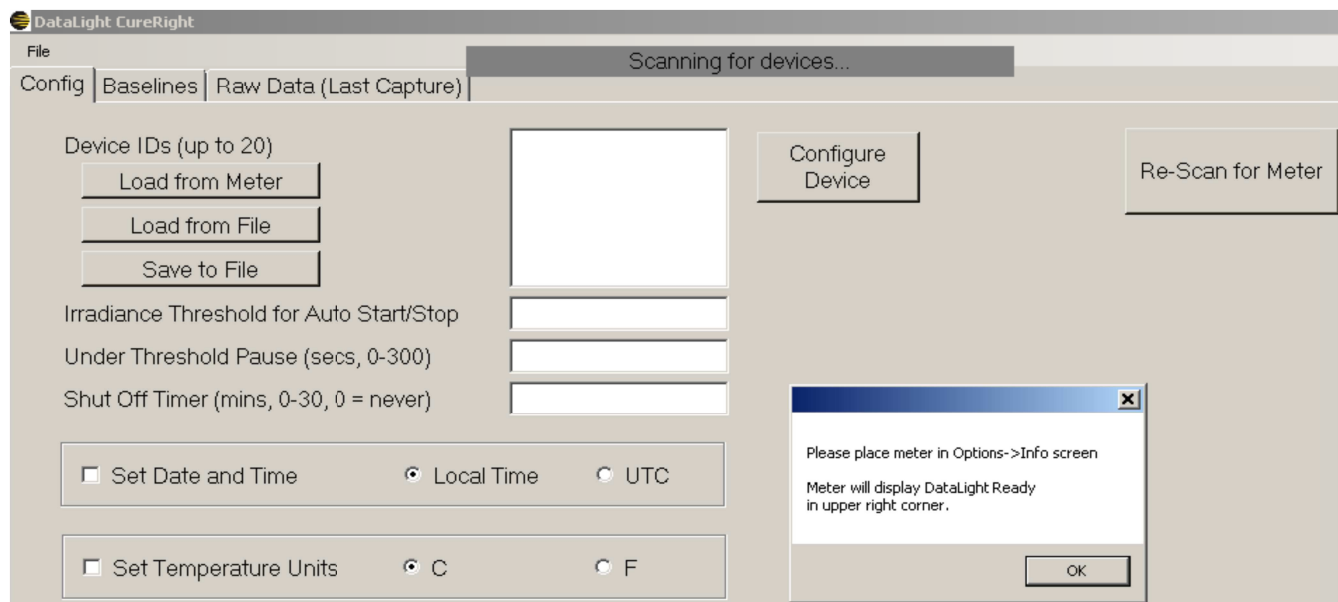 DataLight CureRight
File
Scanning for devices...
Config
Baselines
Raw Data (Last Capture)
Device IDs (up to 20)
Load from Meter
Load from File
Save to File
Configure
Device
Re-Scan for Meter
Irradiance Threshold for Auto Start/Stop
Under Threshold Pause (secs, 0-300)
Shut Off Timer (mins, 0-30, 0 = never)
Set Date and Time
Local Time
UTC
Set Temperature Units
C
F
Please place meter in Options->Info screen
Meter will display DataLight Ready
in upper right corner.
OK